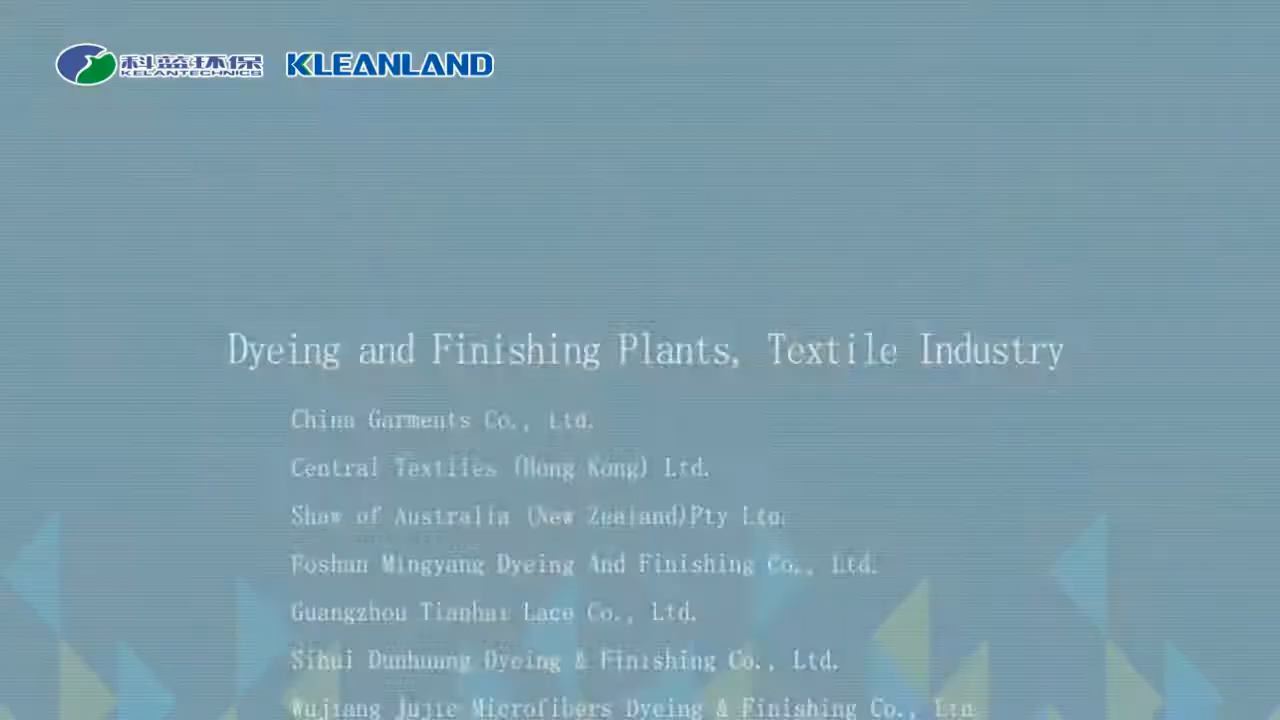 科蓝环保 KLEANLAND
KELANTECHNICS
Dyeing and Finishing Plants, Textile Industry
China Garments Co., Ltd.
Central Textiles (Hong Kong) Ltd.
Shaw of Australia (New Zealand)Pty Ltd.
Foshan Mingyang Dyeing And Finishing Co., Ltd.
Guangzhou Tianhai Lace Co., Ltd.
Sihui Dunhuang Dyeing & Finishing Co., Ltd.
Wujiang Jujie Microfibers Dyeing & Finishing Co., Ltd